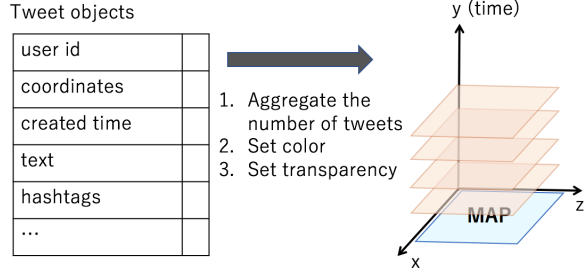 Tweet objects
user id
coordinates
created time
text
hashtags
...
1. Aggregate the
number of tweets
2. Set color
3. Set transparency
y (time)
MAP
z
x